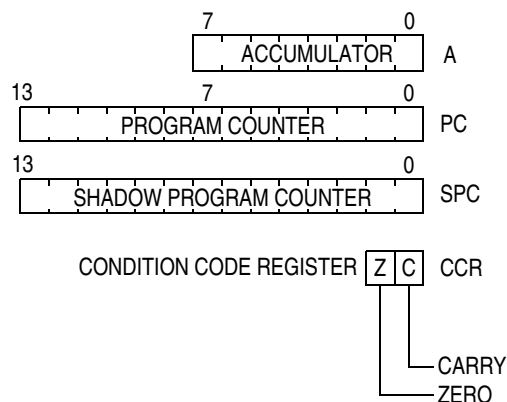 7 0
ACCUMULATOR A
13 7 0
PROGRAM COUNTER PC
13 0
SHADOW PROGRAM COUNTER SPC
CONDITION CODE REGISTER Z C CCR
CARRY
ZERO